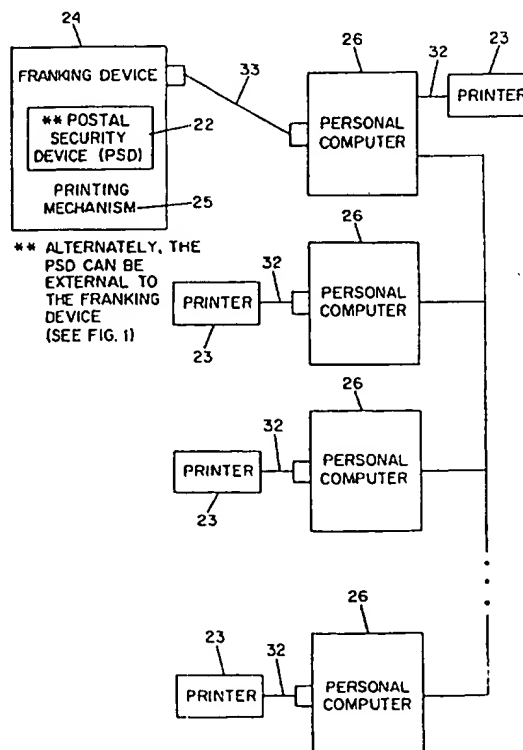 24
FRANKING DEVICE
** POSTAL
SECURITY
DEVICE (PSD)
22
PRINTING
MECHANISM
25
** ALTERNATELY, THE
PSD CAN BE
EXTERNAL TO
THE FRANKING
DEVICE
(SEE FIG. 1)
33
26
PERSONAL
COMPUTER
32
23
PRINTER
26
PERSONAL
COMPUTER
32
PRINTER
23
26
PERSONAL
COMPUTER
32
PRINTER
23
26
PERSONAL
COMPUTER
23
32
PRINTER